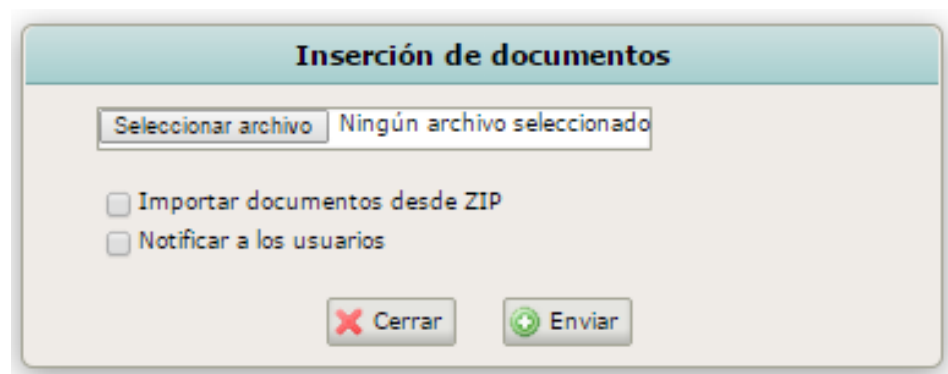 Inserción de documentos
Seleccionar archivo Ningún archivo seleccionado
Importar documentos desde ZIP
Notificar a los usuarios
Cerrar Enviar